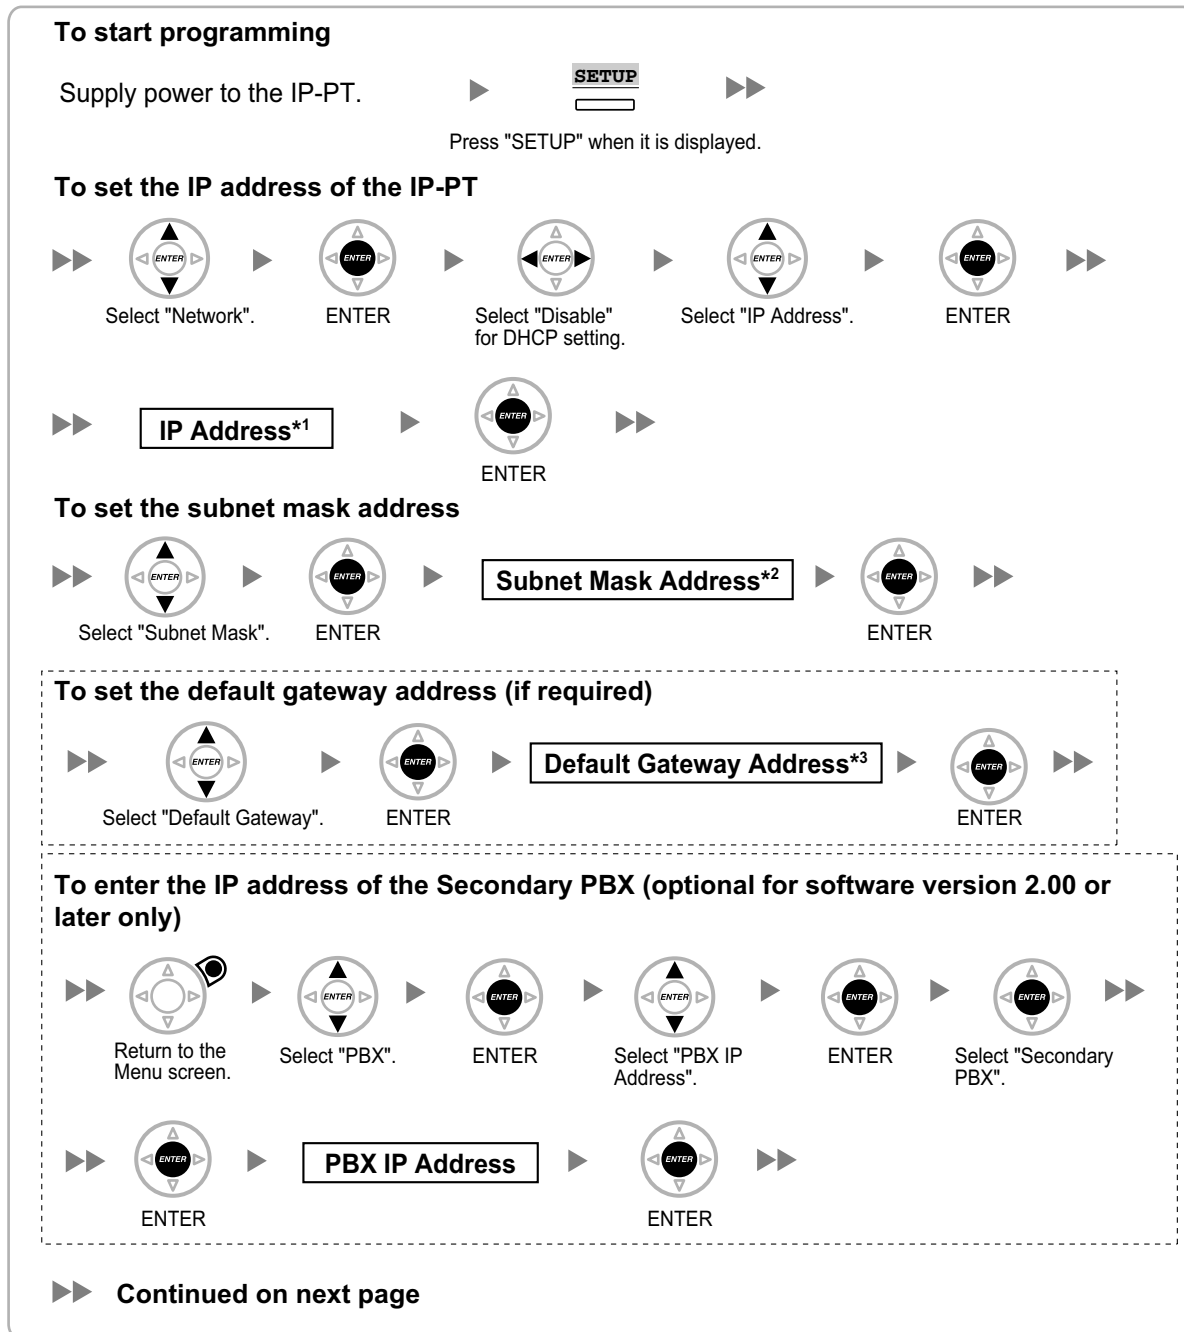 To start programming
Supply power to the IP-PT.
SETUP
Press "SETUP" when it is displayed.
To set the IP address of the IP-PT
ENTER ENTER ENTER ENTER ENTER
Select "Network". ENTER Select "Disable" Select "IP Address". ENTER
for DHCP setting.
IP Address*1 ENTER
ENTER
To set the subnet mask address
ENTER ENTER Subnet Mask Address*2 ENTER
Select "Subnet Mask". ENTER ENTER
To set the default gateway address (if required)
ENTER ENTER Default Gateway Address*3 ENTER
Select "Default Gateway". ENTER ENTER
To enter the IP address of the Secondary PBX (optional for software version 2.00 or
later only)
ENTER ENTER ENTER ENTER ENTER
Return to the Select "PBX". ENTER Select "PBX IP ENTER Select "Secondary
Menu screen. Address". PBX".
ENTER PBX IP Address ENTER
ENTER ENTER
Continued on next page